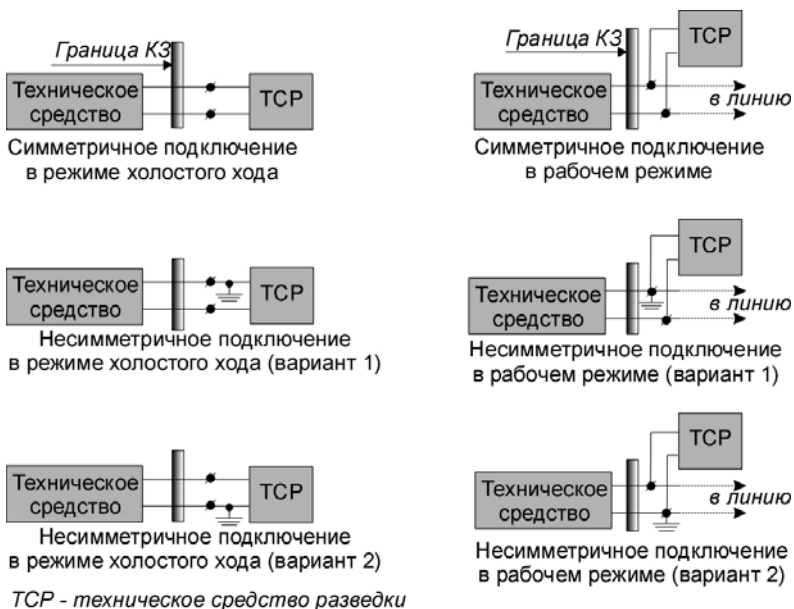 Граница КЗ
Техническое
средство
ТСР
Симметричное подключение
в режиме холостого хода
Граница КЗ
ТСР
Техническое
средство
в линию
Симметричное подключение
в рабочем режиме
Техническое
средство
ТСР
Несимметричное подключение
в режиме холостого хода (вариант 1)
ТСР
Техническое
средство
в линию
Несимметричное подключение
в рабочем режиме (вариант 1)
Техническое
средство
ТСР
Несимметричное подключение
в режиме холостого хода (вариант 2)
ТСР
Техническое
средство
в линию
Несимметричное подключение
в рабочем режиме (вариант 2)
ТСР - техническое средство разведки